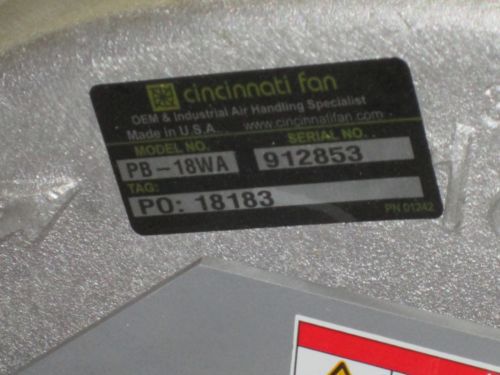 cincinnati fan
OEM & Industrial Air Handling Specialist
Made in U.S.A. www.cincinnatifan.com
MODEL NO. SERIAL NO.
PB-18WA 912853
TAG:
PO: 18183
PN 01242